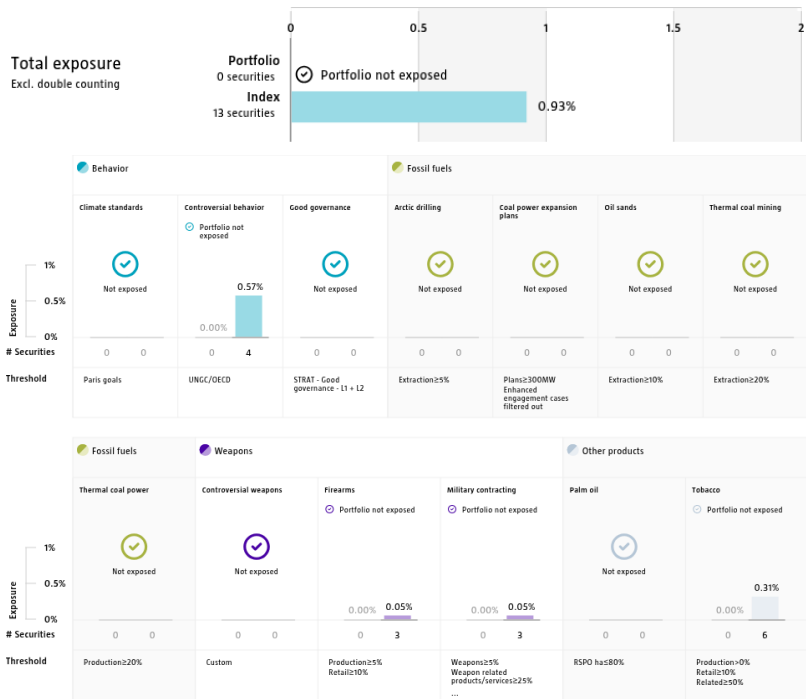 0 0.5 1 1.5 2
Total exposure
Excl. double counting
Portfolio
0 securities
Portfolio not exposed
Index
13 securities
0.93%
Behavior
Fossil fuels
Climate standards
Controversial behavior
Good governance
Arctic drilling
Coal power expansion
plans
Oil sands
Thermal coal mining
Portfolio not
exposed
Exposure
1%
0.5%
0%
Not exposed
0.00%
0.57%
Not exposed
Not exposed
Not exposed
Not exposed
Not exposed
# Securities 0 0 0 4 0 0 0 0 0 0 0 0 0 0
Threshold
Paris goals
UNGC/OECD
STRAT - Good
governance - L1 + L2
Extraction≥5%
Plans≥300MW
Enhanced
engagement cases
filtered out
Extraction≥10%
Extraction≥20%
Fossil fuels
Weapons
Other products
Thermal coal power
Controversial weapons
Firearms
Military contracting
Palm oil
Tobacco
Portfolio not exposed
Portfolio not exposed
Portfolio not exposed
Exposure
1%
0.5%
0%
Not exposed
Not exposed
0.00% 0.05%
0.00% 0.05%
Not exposed
0.00% 0.31%
# Securities 0 0 0 0 0 3 0 3 0 0 0 6
Threshold
Production≥20%
Custom
Production≥5%
Retail≥10%
Weapons≥5%
Weapon related
products/services≥25%
...
RSPO ha≤80%
Production>0%
Retail≥10%
Related≥50%